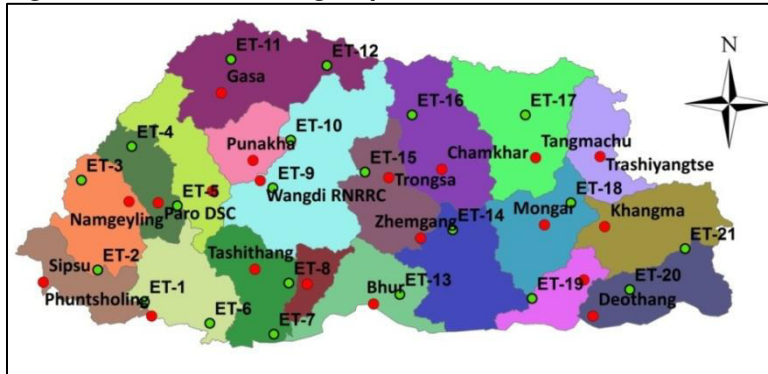 ET-11
ET-12
N
Gasa
ET-16
ET-17
ET-4
ET-10
Punakha
Tangmachu
Chamkhar
ET-3
ET-15
Trashiyangtse
ET-9
ET-5
Wangdi RNRRC
Trongsa
ET-18
Namgeyling
Paro DSC
ET-14
Mongar
Khangma
Zhemgang
ET-21
Sipsu
ET-2
Tashithang
ET-8
ET-20
Bhur
ET-13
ET-19
Phuntsholing
ET-1
Deothang
ET-6
ET-7